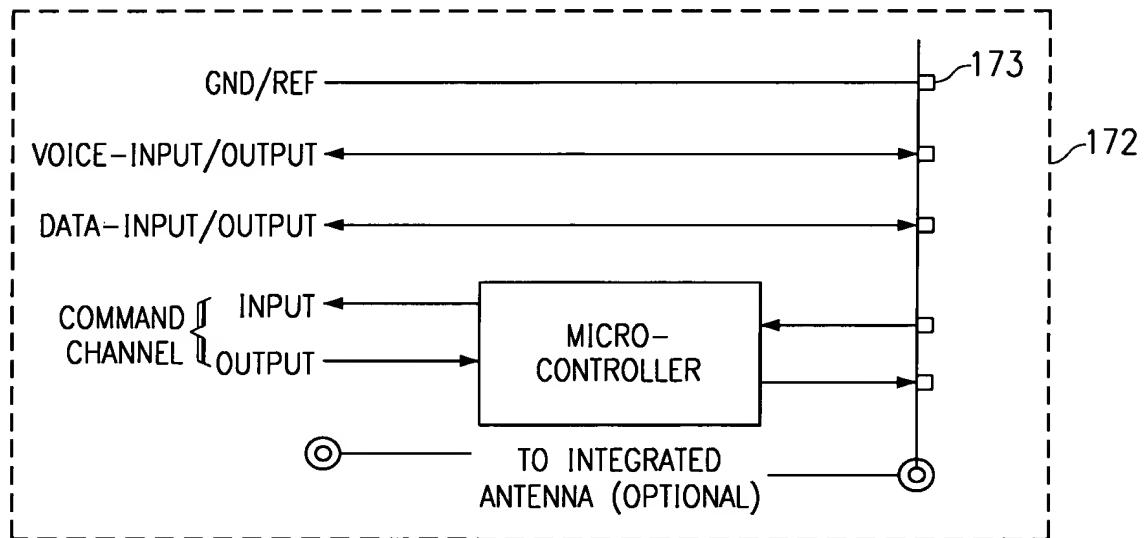 GND/REF
173
VOICE-INPUT/OUTPUT
172
DATA-INPUT/OUTPUT
COMMAND
CHANNEL
INPUT
OUTPUT
MICRO-
CONTROLLER
TO INTEGRATED
ANTENNA (OPTIONAL)